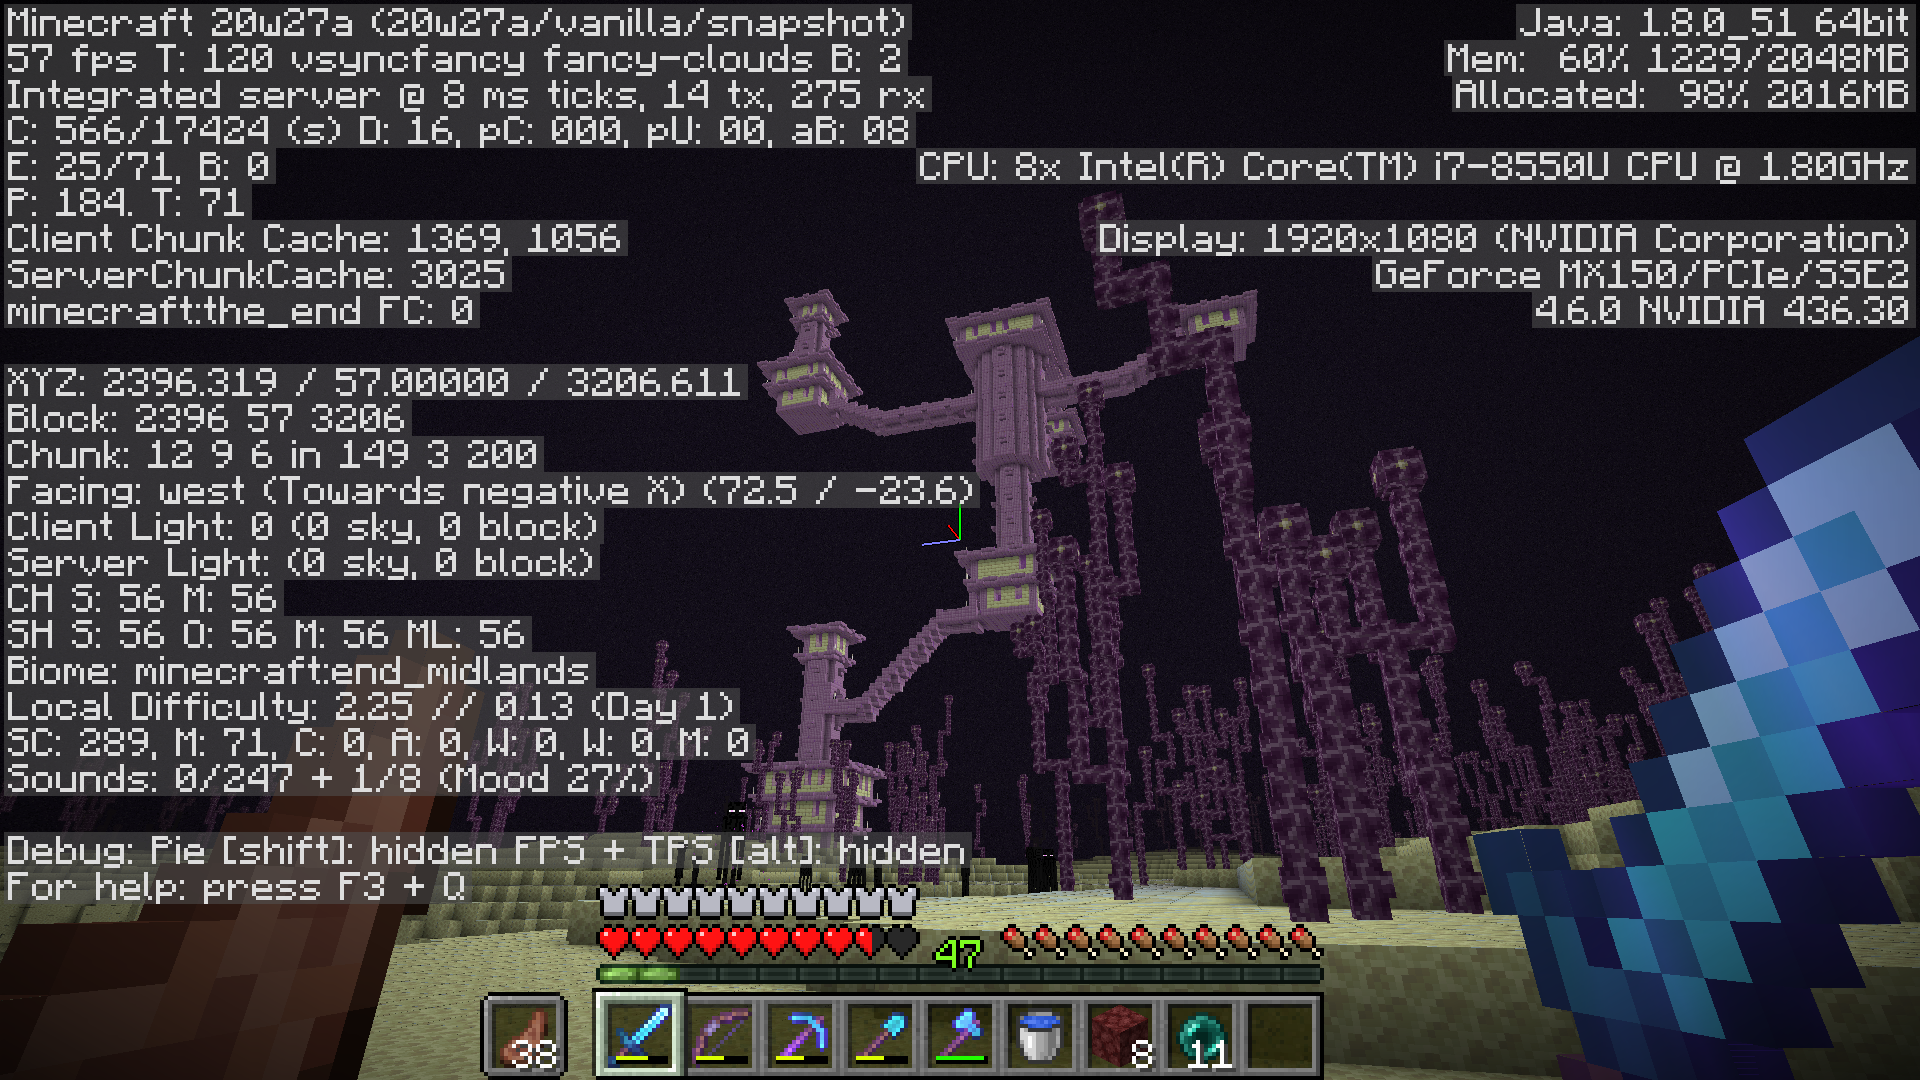 Minecraft 20w27a (20w27a/vanilla/snapshot)
57 fps T: 120 vsyncfancy fancy-clouds B: 2
Integrated server @ 8 ms ticks, 14 tx, 275 rx
C: 566/17424 (s) D: 16, pC: 000, pU: 00, aB: 08
E: 25/71, B: 0
P: 184. T: 71
Client Chunk Cache: 1369, 1056
ServerChunkCache: 3025
minecraft:the_end FC: 0
XYZ: 2396.319 / 57.00000 / 3206.611
Block: 2396 57 3206
Chunk: 12 9 6 in 149 3 200
Facing: west (Towards negative X) (72.5 / -23.6)
Client Light: 0 (0 sky, 0 block)
Server Light: (0 sky, 0 block)
CH S: 56 M: 56
SH S: 56 O: 56 M: 56 ML: 56
Biome: minecraft:end_midlands
Local Difficulty: 2.25 // 0.13 (Day 1)
SC: 289, M: 71, C: 0, A: 0, W: 0, W: 0, M: 0
Sounds: 0/247 + 1/8 (Mood 27%)
Debug: Pie [shift]: hidden FPS + TPS [alt]: hidden
For help: press F3 + Q
Java: 1.8.0_51 64bit
Mem: 60% 1229/2048MB
Allocated: 98% 2016MB
CPU: 8x Intel(R) Core(TM) i7-8550U CPU @ 1.80GHz
Display: 1920x1080 (NVIDIA Corporation)
GeForce MX150/PCIe/SSE2
4.6.0 NVIDIA 436.30
47
38
8
11